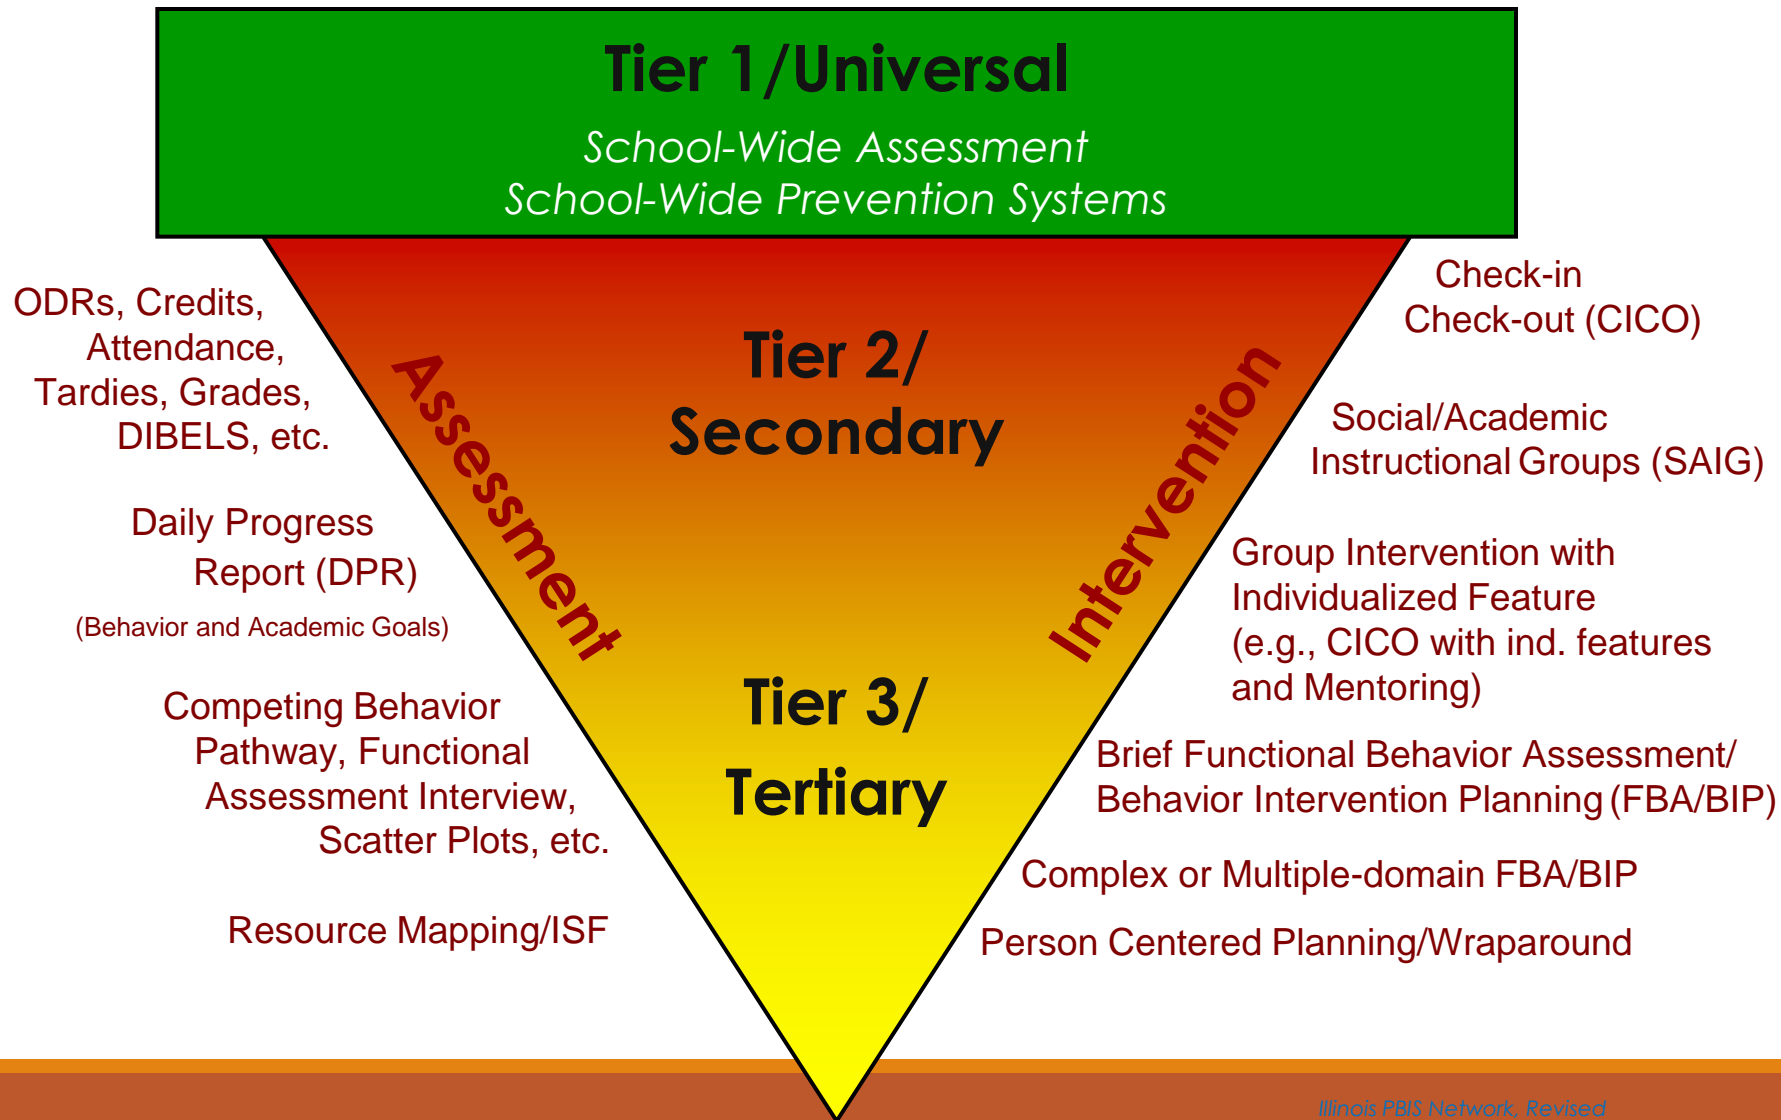 Tier 1/Universal
School-Wide Assessment
School-Wide Prevention Systems
ODRs, Credits,
Attendance,
Tardies, Grades,
DIBELS, etc.
Daily Progress
Report (DPR)
(Behavior and Academic Goals)
Competing Behavior
Pathway, Functional
Assessment Interview,
Scatter Plots, etc.
Resource Mapping/ISF
Assessment
Tier 2/
Secondary
Tier 3/
Tertiary
Intervention
Check-in
Check-out (CICO)
Social/Academic
Instructional Groups (SAIG)
Group Intervention with
Individualized Feature
(e.g., CICO with ind. features
and Mentoring)
Brief Functional Behavior Assessment/
Behavior Intervention Planning (FBA/BIP)
Complex or Multiple-domain FBA/BIP
Person Centered Planning/Wraparound
Illinois PBIS Network, Revised